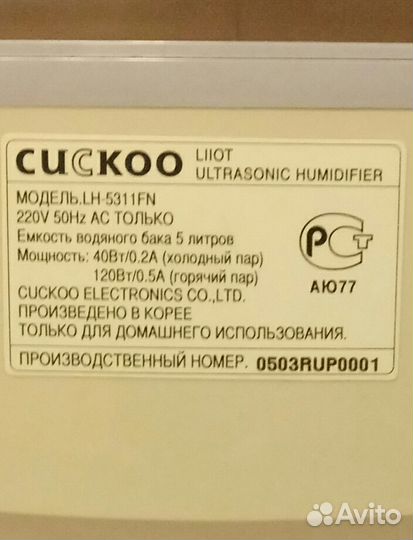 CUCKOO
LIIOT
ULTRASONIC HUMIDIFIER
МОДЕЛЬ.LH-5311FN
220V 50Hz AC ТОЛЬКО
Емкость водяного бака 5 литров
Мощность: 40Вт/0.2А (холодный пар)
120Вт/0.5А (горячий пар)
CUCKOO ELECTRONICS CO.,LTD.
ПРОИЗВЕДЕНО В КОРЕЕ
ТОЛЬКО ДЛЯ ДОМАШНЕГО ИСПОЛЬЗОВАНИЯ.
РСТ
АЮ77
ПРОИЗВОДСТВЕННЫЙ НОМЕР. 0503RUP0001
Avito